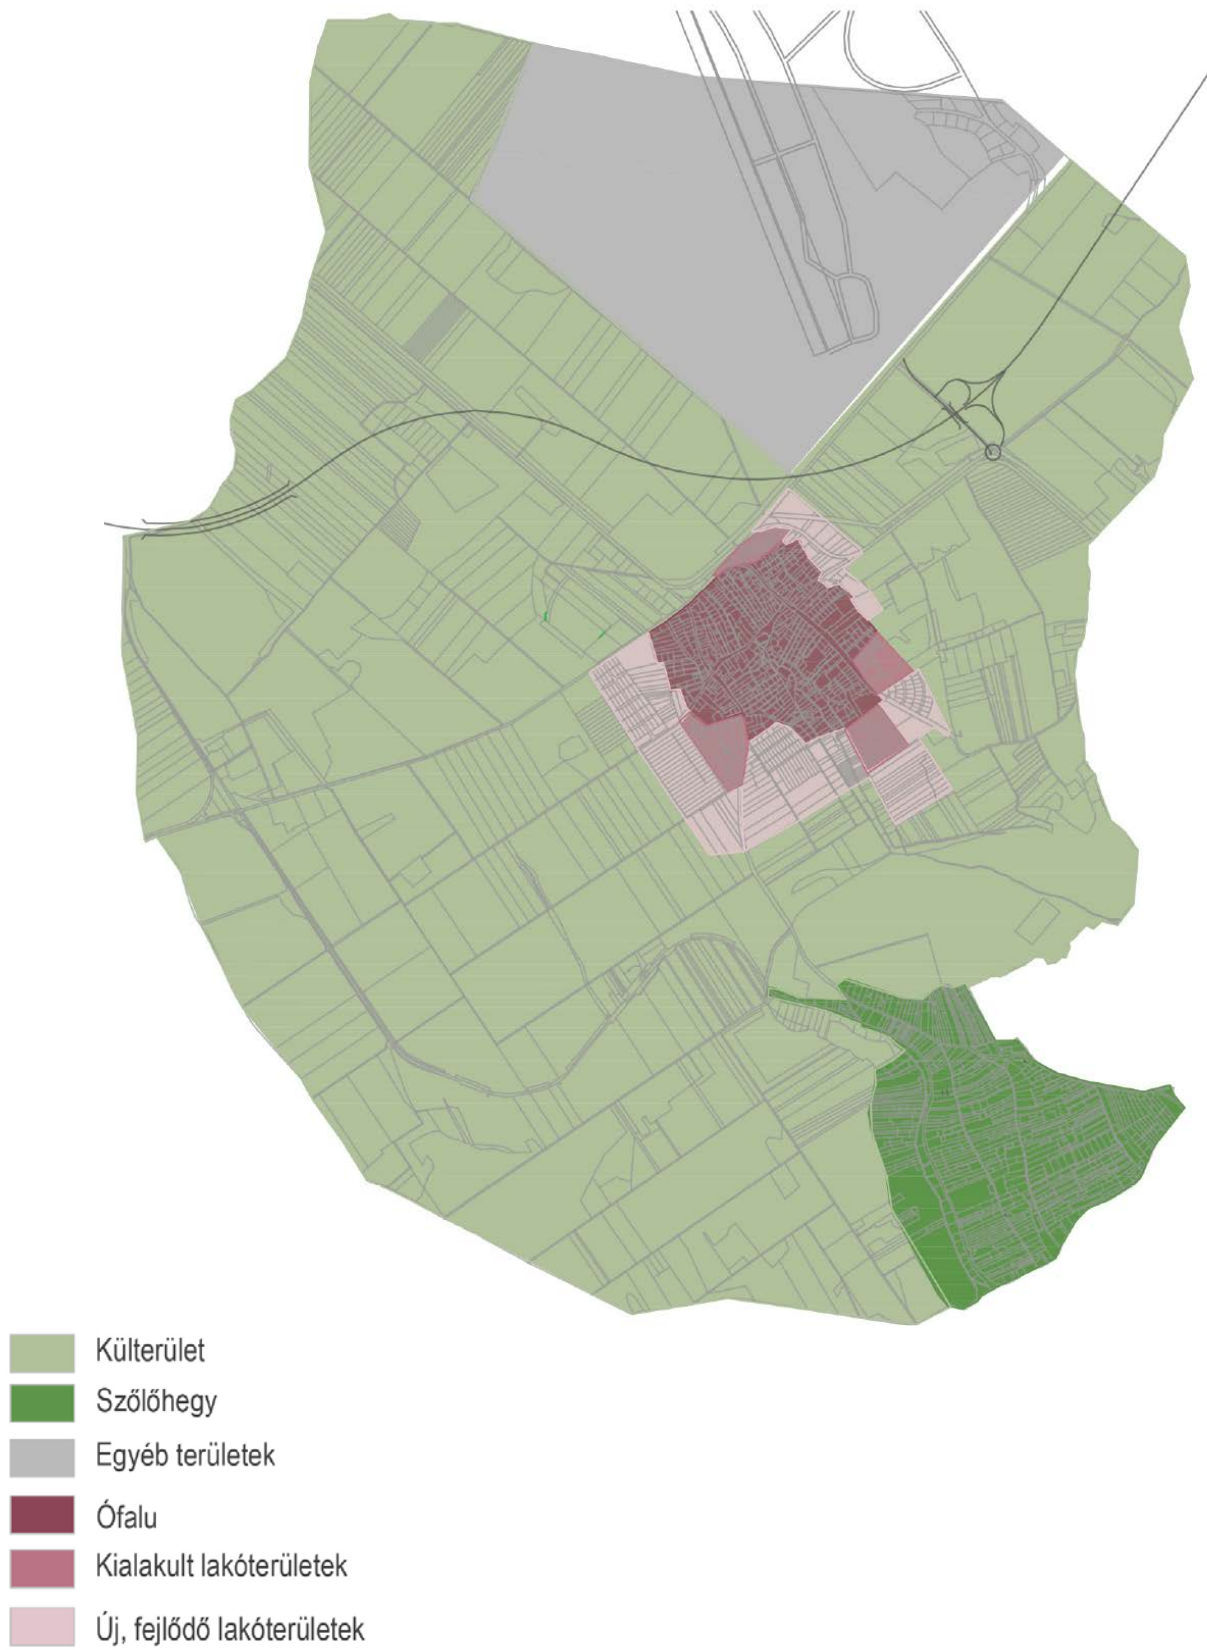 Külterület
Szőlőhegy
Egyéb területek
Ófalu
Kialakult lakóterületek
Új, fejlődő lakóterületek